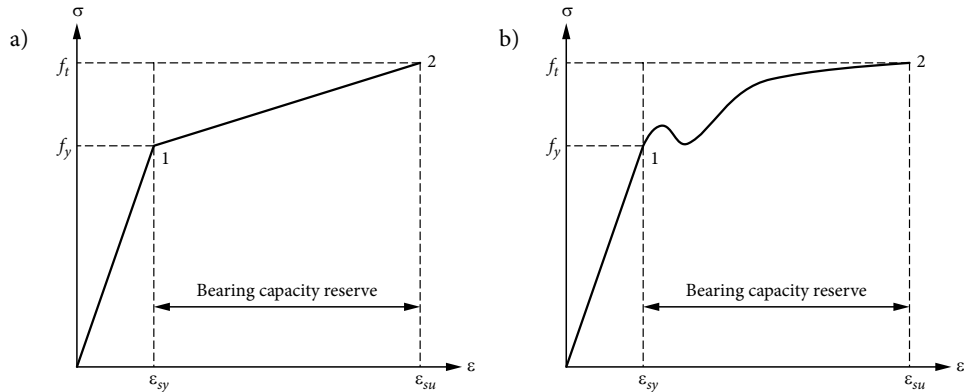 a)
σ
f_t
2
f_y
1
Bearing capacity reserve
ε_sy
ε_su
ε
b)
σ
f_t
2
f_y
1
Bearing capacity reserve
ε_sy
ε_su
ε